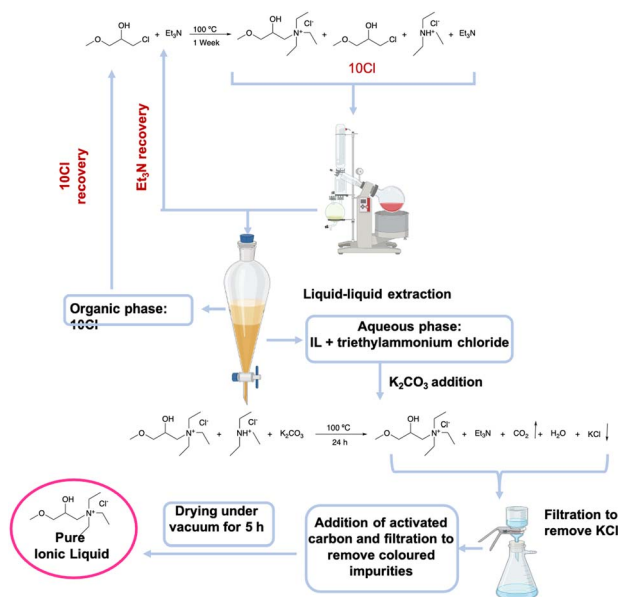 OH
O
Cl
+
Et₃N
100 ºC
1 Week
OH
O
N⁺
Cl⁻
+
OH
O
Cl
+
NH⁺
Cl⁻
+
Et₃N
10Cl
10Cl
recovery
Et₃N recovery
Organic phase:
10Cl
Liquid-liquid extraction
Aqueous phase:
IL + triethylammonium chloride
K₂CO₃ addition
OH
O
N⁺
Cl⁻
+
NH⁺
Cl⁻
+
K₂CO₃
100 ºC
24 h
OH
O
N⁺
Cl⁻
+ Et₃N + CO₂ + H₂O + KCl
OH
O
N⁺
Cl⁻
Pure
Ionic Liquid
Drying under
vacuum for 5 h
Addition of activated
carbon and filtration to
remove coloured
impurities
Filtration to
remove KCl